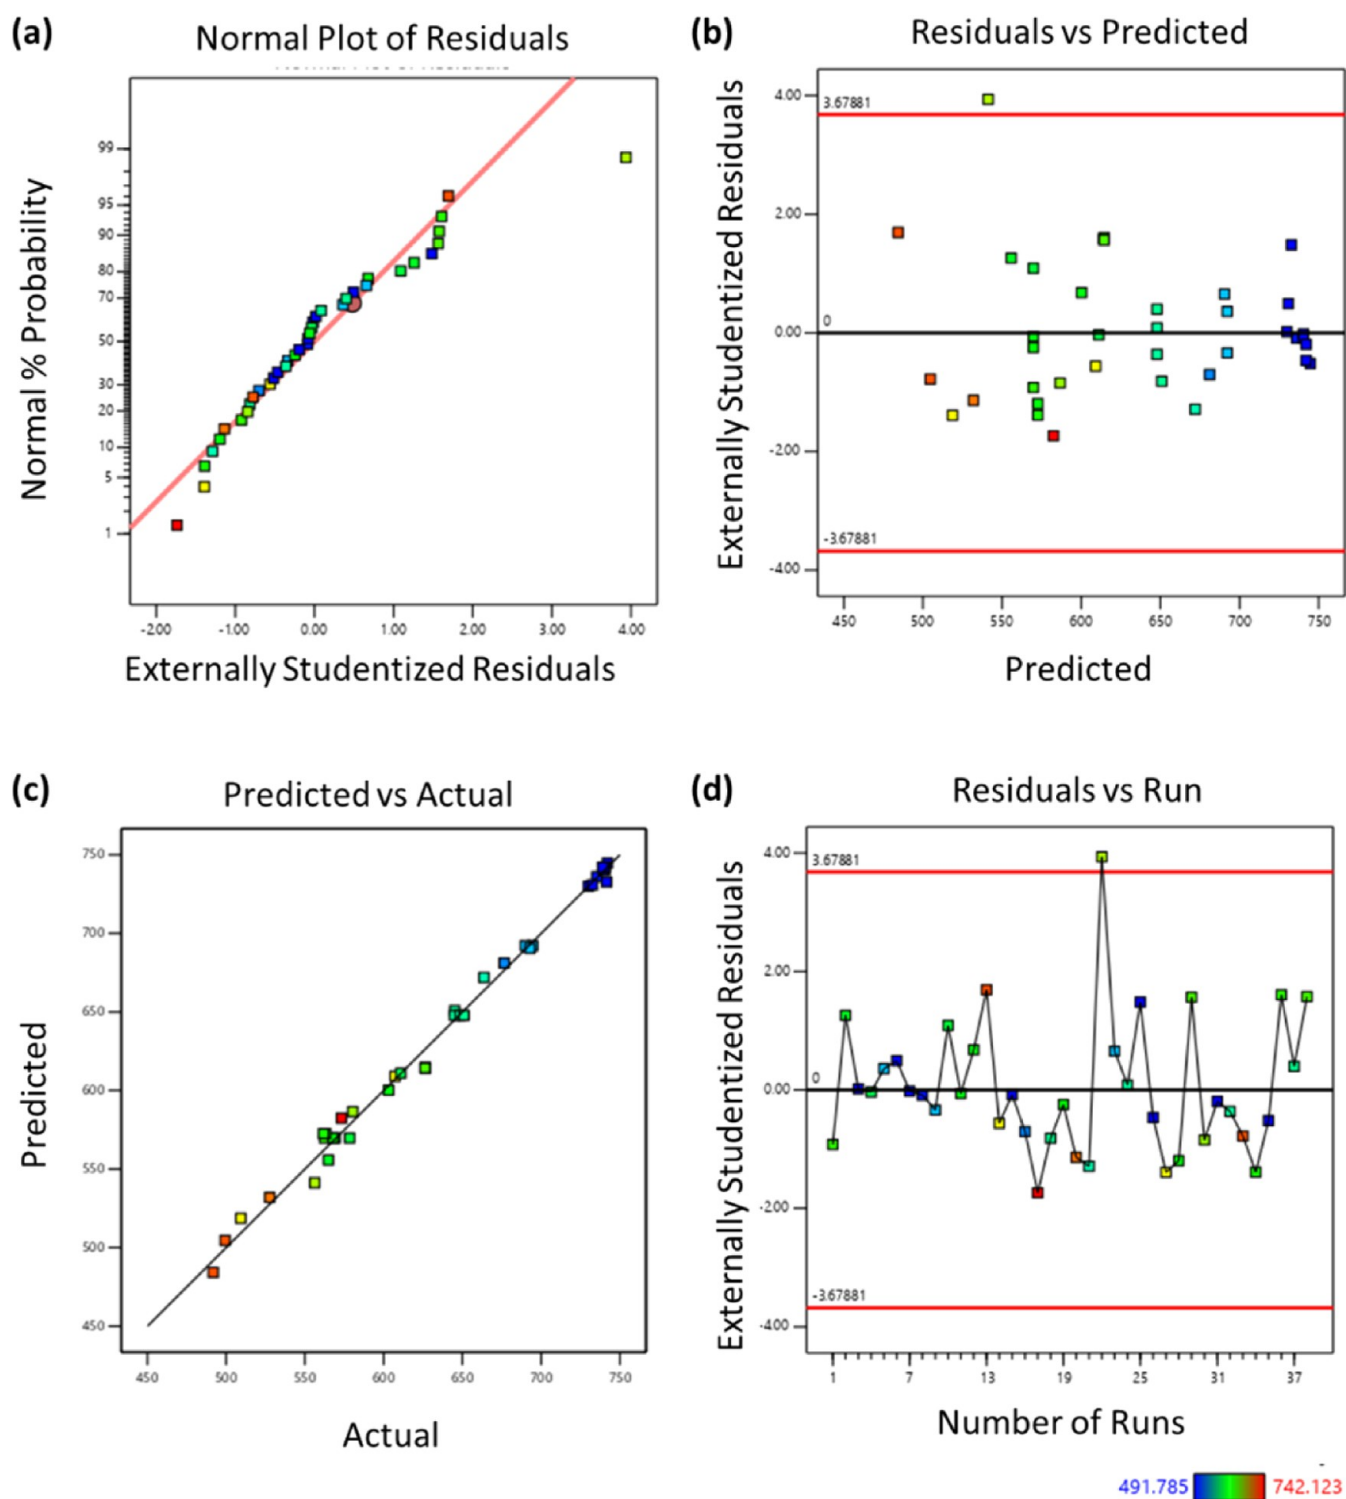 (a)
Normal Plot of Residuals
Normal % Probability
99
95
90
80
70
50
30
20
10
5
1
-2.00 -1.00 0.00 1.00 2.00 3.00 4.00
Externally Studentized Residuals
(b)
Residuals vs Predicted
Externally Studentized Residuals
4.00
3.67881
2.00
0.00
0
-2.00
-3.67881
-4.00
450 500 550 600 650 700 750
Predicted
(c)
Predicted vs Actual
Predicted
750
700
650
600
550
500
450
450 500 550 600 650 700 750
Actual
(d)
Residuals vs Run
Externally Studentized Residuals
4.00
3.67881
2.00
0.00
0
-2.00
-3.67881
-4.00
1 7 13 19 25 31 37
Number of Runs
491.785 742.123